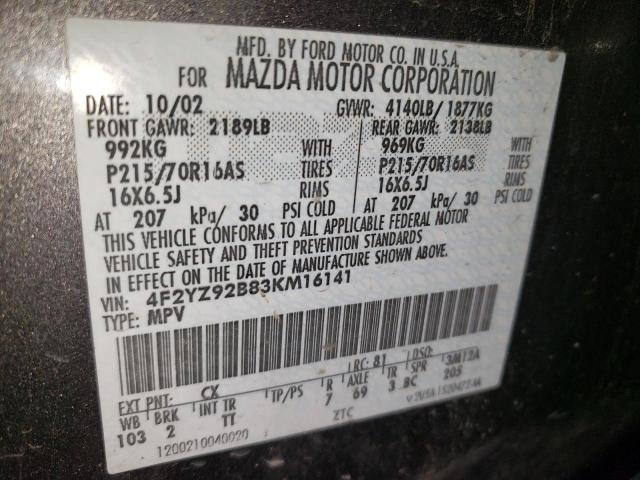 MFD. BY FORD MOTOR CO. IN U.S.A.
FOR MAZDA MOTOR CORPORATION
DATE: 10/02 GVWR: 4140LB/ 1877KG
FRONT GAWR: 2189LB REAR GAWR: 2138LB
992KG WITH 969KG WITH
P215/70R16AS TIRES P215/70R16AS TIRES
16X6.5J RIMS 16X6.5J RIMS
AT 207 kPa/ 30 PSI COLD AT 207 kPa/ 30 PSI COLD
THIS VEHICLE CONFORMS TO ALL APPLICABLE FEDERAL MOTOR
VEHICLE SAFETY AND THEFT PREVENTION STANDARDS
IN EFFECT ON THE DATE OF MANUFACTURE SHOWN ABOVE.
VIN: 4F2YZ92B83KM16141
TYPE: MPV
EXT PNT: CX RC: 81 DSO:
WB BRK INT TR TP/PS R AXLE TR SPR 3M12A
103 2 TT 7 69 3 BC 205
1200210040020 ZTC